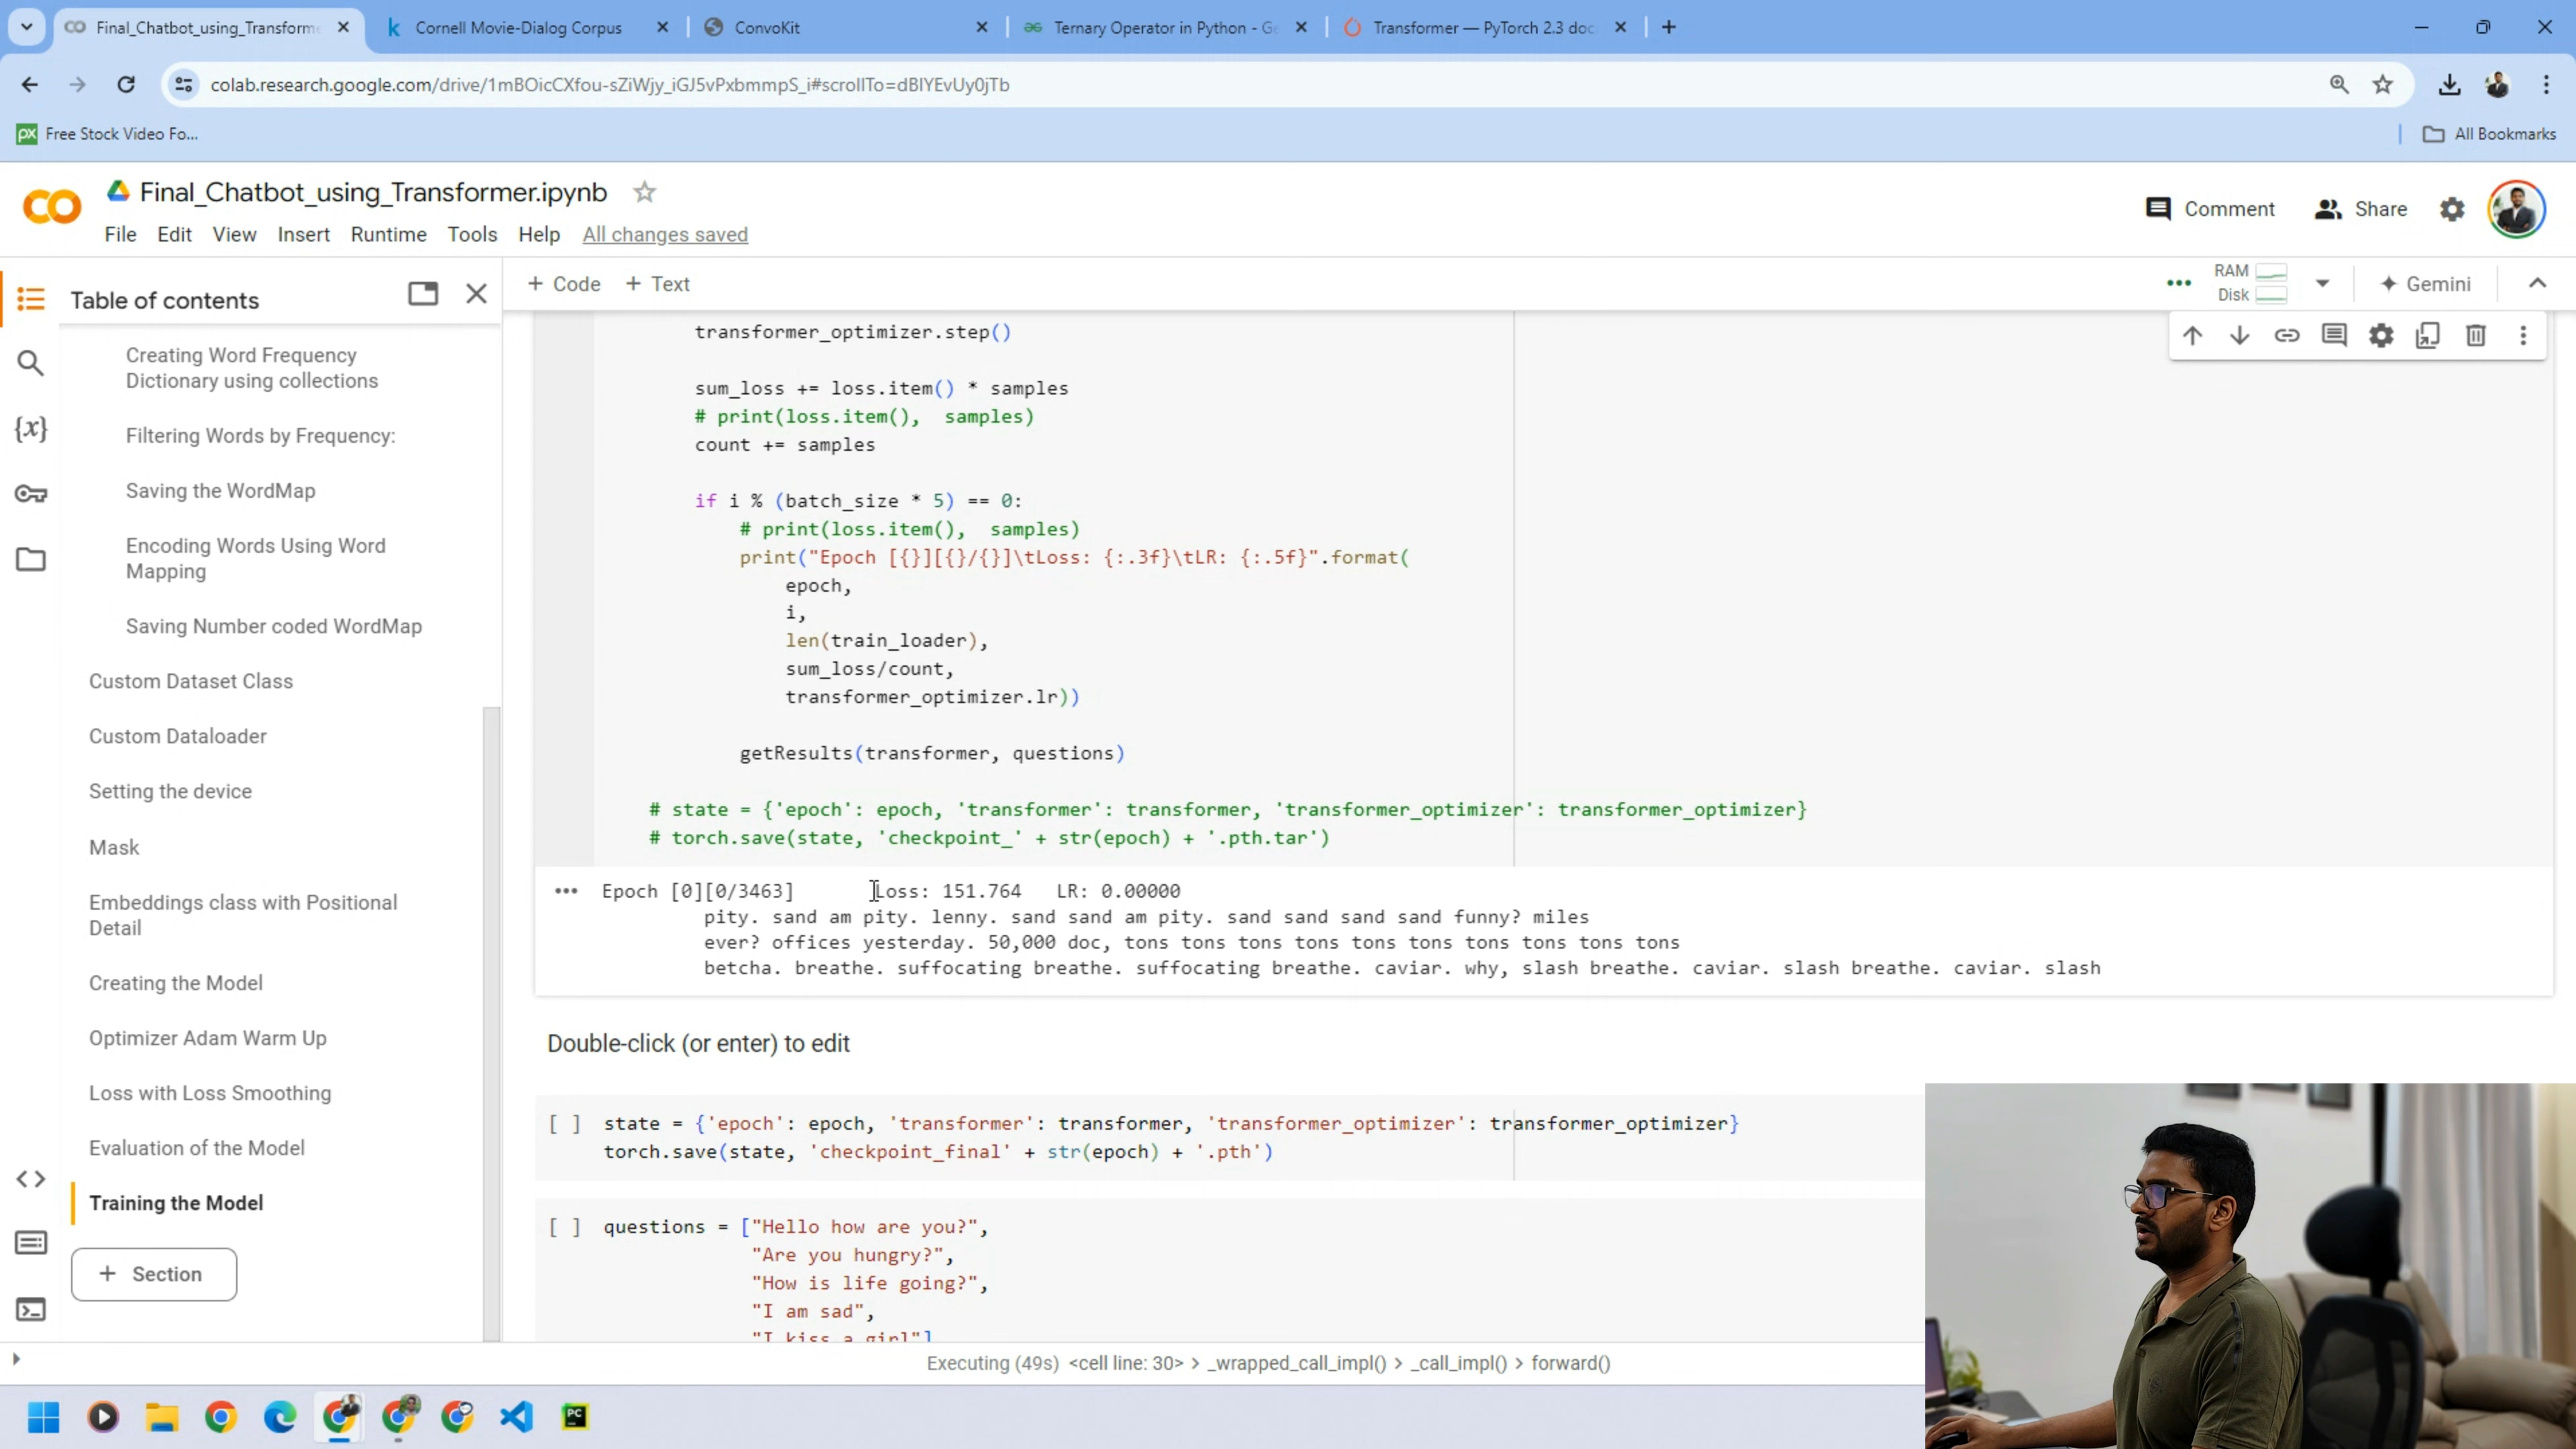 Final_Chatbot_using_Transforme
Cornell Movie-Dialog Corpus
ConvoKit
Ternary Operator in Python - Ge
Transformer — PyTorch 2.3 doc
colab.research.google.com/drive/1mBOicCXfou-sZiWjy_iGJ5vPxbmmpS_i#scrollTo=dBIYEvUy0jTb
px Free Stock Video Fo...
All Bookmarks
Final_Chatbot_using_Transformer.ipynb
Comment
Share
File Edit View Insert Runtime Tools Help All changes saved
Table of contents
+ Code + Text
RAM
Disk
Gemini
Creating Word Frequency
Dictionary using collections
Filtering Words by Frequency:
Saving the WordMap
Encoding Words Using Word
Mapping
Saving Number coded WordMap
Custom Dataset Class
Custom Dataloader
Setting the device
Mask
Embeddings class with Positional
Detail
Creating the Model
Optimizer Adam Warm Up
Loss with Loss Smoothing
Evaluation of the Model
Training the Model
+ Section
transformer_optimizer.step()
sum_loss += loss.item() * samples
# print(loss.item(),  samples)
count += samples
if i % (batch_size * 5) == 0:
# print(loss.item(),  samples)
print("Epoch [{}][{}/{}]\tLoss: {:.3f}\tLR: {:.5f}".format(
epoch,
i,
len(train_loader),
sum_loss/count,
transformer_optimizer.lr))
getResults(transformer, questions)
# state = {'epoch': epoch, 'transformer': transformer, 'transformer_optimizer': transformer_optimizer}
# torch.save(state, 'checkpoint_' + str(epoch) + '.pth.tar')
Epoch [0][0/3463] Loss: 151.764 LR: 0.00000
pity. sand am pity. lenny. sand sand am pity. sand sand sand sand funny? miles
ever? offices yesterday. 50,000 doc, tons tons tons tons tons tons tons tons tons tons
betcha. breathe. suffocating breathe. suffocating breathe. caviar. why, slash breathe. caviar. slash breathe. caviar. slash
Double-click (or enter) to edit
[ ] state = {'epoch': epoch, 'transformer': transformer, 'transformer_optimizer': transformer_optimizer}
torch.save(state, 'checkpoint_final' + str(epoch) + '.pth')
[ ] questions = ["Hello how are you?",
"Are you hungry?",
"How is life going?",
"I am sad",
"I kiss a girl"]
Executing (49s) <cell line: 30> > _wrapped_call_impl() > _call_impl() > forward()
PC